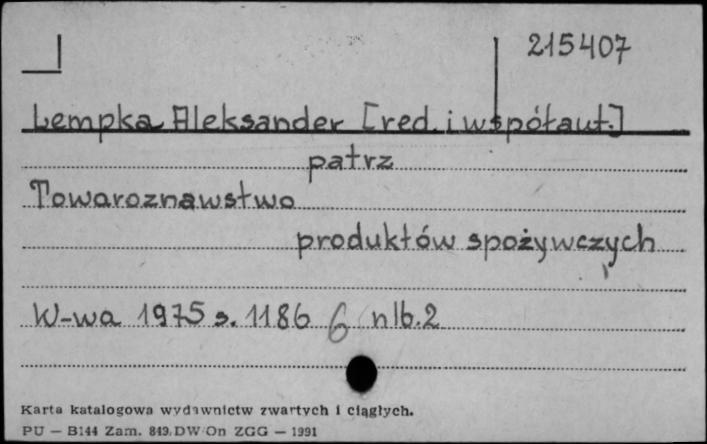 215407
Lempka Aleksander [red. i współaut.]
patrz
Towaroznawstwo
produktów spożywczych
W-wa 1975 s. 1186 6 nlb. 2
Karta katalogowa wydawnictw zwartych i ciągłych.
PU — B144 Zam. 849/DW/On ZGG — 1991